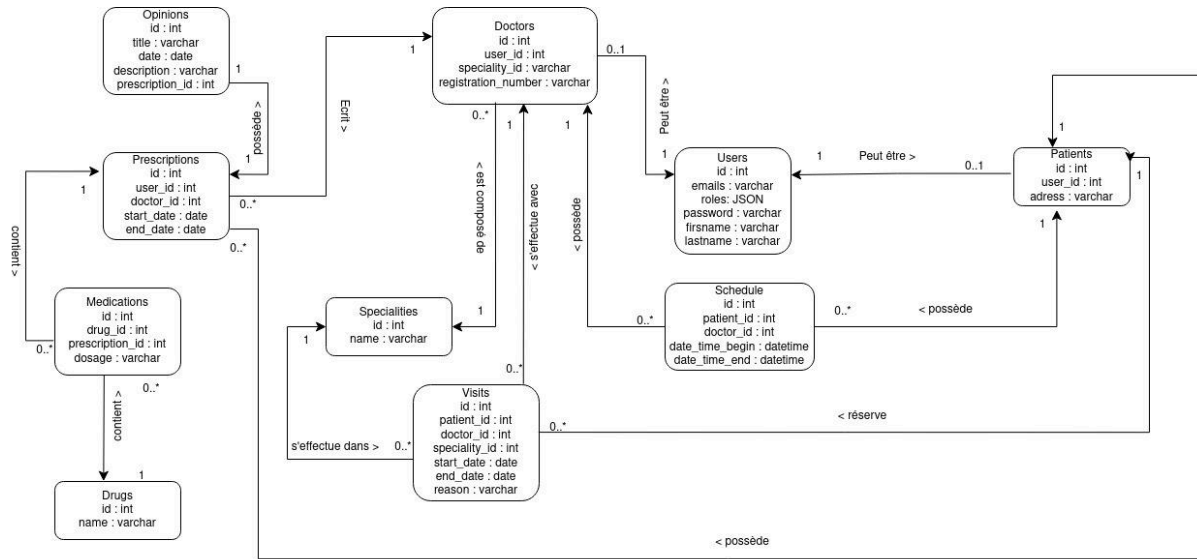 Opinions
id : int
title : varchar
date : date
description : varchar
prescription_id : int
1
possède >
1
Prescriptions
id : int
user_id : int
doctor_id : int
start_date : date
end_date : date
0..*
0..*
Ecrit >
1
Doctors
id : int
user_id : int
speciality_id : varchar
registration_number : varchar
0..1
0..*
1
1
Peut être >
1
Users
id : int
emails : varchar
roles: JSON
password : varchar
firsname : varchar
lastname : varchar
1
Peut être >
0..1
1
Patients
id : int
user_id : int
adress : varchar
1
1
1
contient >
0..*
Medications
id : int
drug_id : int
prescription_id : int
dosage : varchar
0..*
contient >
1
Drugs
id : int
name : varchar
< est composé de
1
Specialities
id : int
name : varchar
1
s'effectue dans >
0..*
< s'effectue avec
0..*
Visits
id : int
patient_id : int
doctor_id : int
speciality_id : int
start_date : date
end_date : date
reason : varchar
0..*
< réserve
< possède
0..*
Schedule
id : int
patient_id : int
doctor_id : int
date_time_begin : datetime
date_time_end : datetime
0..*
< possède
< possède